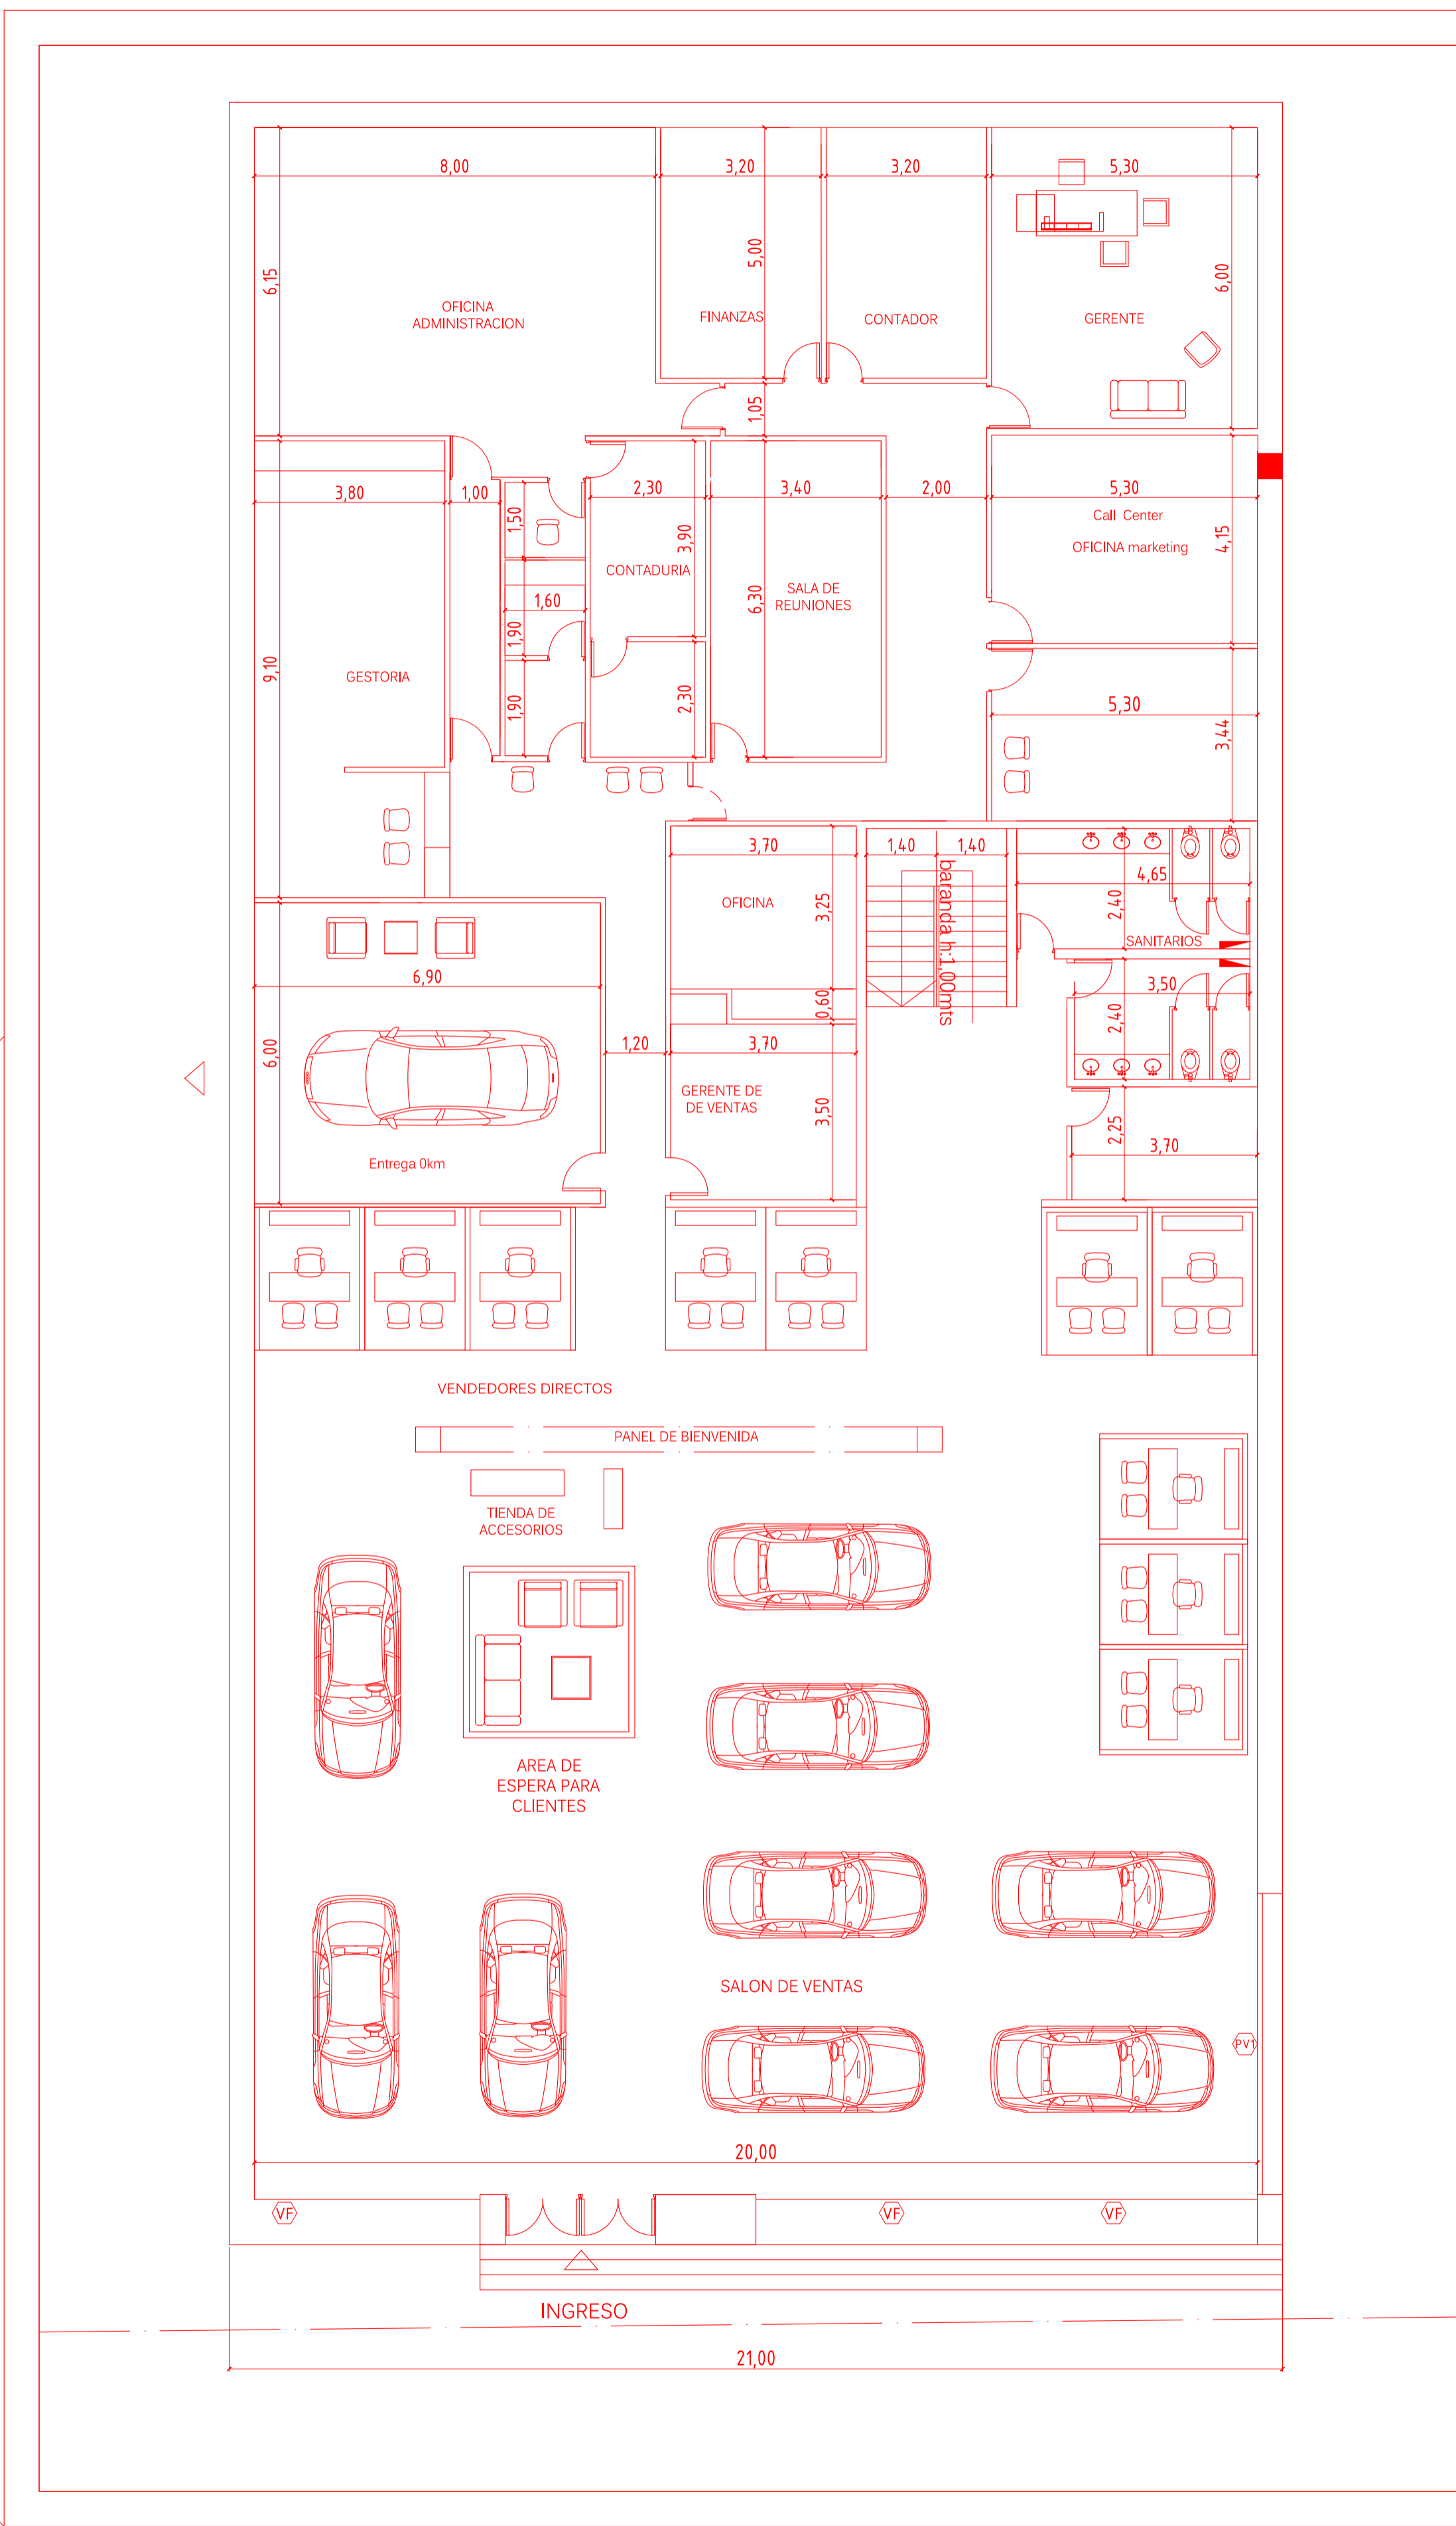 8,00
3,20
3,20
5,30
6,15
5,00
6,00
OFICINA
ADMINISTRACION
FINANZAS
CONTADOR
GERENTE
1,05
3,80
1,00
1,50
2,30
3,40
2,00
5,30
Call Center
OFICINA marketing
4,15
3,90
CONTADURIA
SALA DE
REUNIONES
6,30
1,60
1,90
9,10
GESTORIA
1,90
2,30
5,30
3,44
3,70
1,40
1,40
baranda h:1,00mts
4,65
2,40
OFICINA
3,25
SANITARIOS
6,90
3,50
0,60
2,40
6,00
1,20
3,70
GERENTE DE
DE VENTAS
3,50
2,25
3,70
Entrega 0km
VENDEDORES DIRECTOS
PANEL DE BIENVENIDA
TIENDA DE
ACCESORIOS
AREA DE
ESPERA PARA
CLIENTES
SALON DE VENTAS
PV1
20,00
VF
VF
VF
INGRESO
21,00